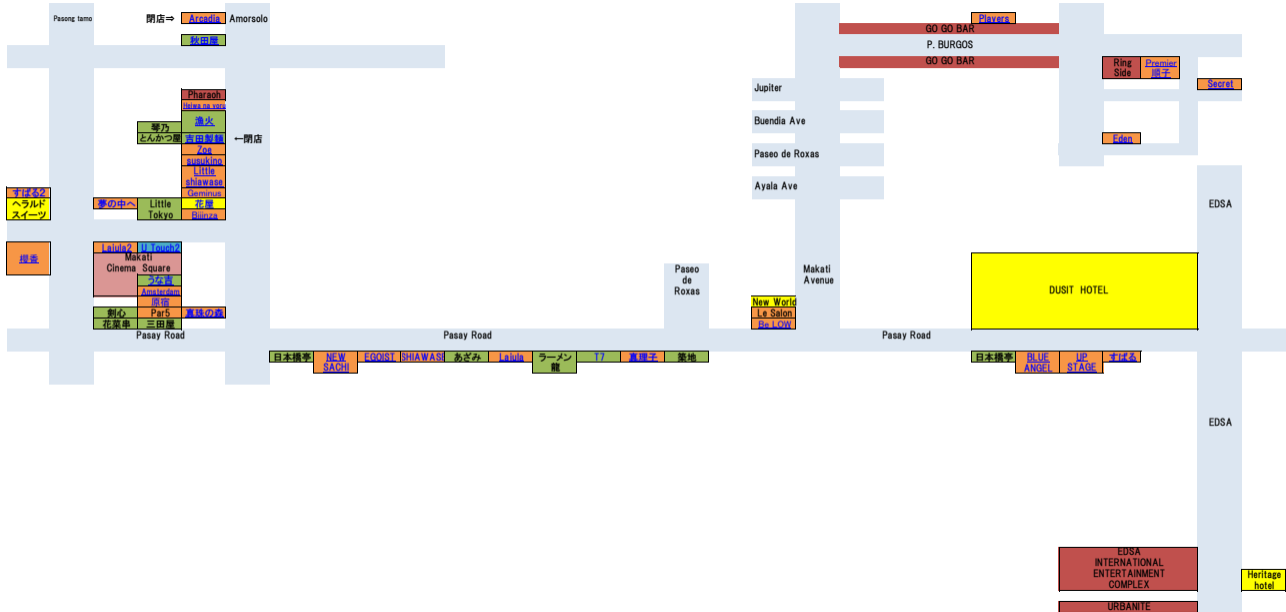 Pasong tamo
閉店⇒
Arcadia
Amorsolo
Players
GO GO BAR
秋田屋
P. BURGOS
GO GO BAR
Ring
Side
Premier
順子
Secret
Jupiter
Pharaoh
Heiwa na yoru
漁火
琴乃
Buendia Ave
とんかつ屋
吉田製麺
←閉店
Eden
Zoe
susukino
Paseo de Roxas
Little
shiawase
Ayala Ave
すばる2
Geminus
ヘラルド
スイーツ
夢の中へ
Little
Tokyo
花屋
Biiinza
EDSA
櫻香
Lajula2
U Touch2
Makati
Cinema Square
うな吉
Amsterdam
原宿
剣心
Par5
真珠の森
花菜串
三田屋
Paseo
de
Roxas
Makati
Avenue
DUSIT HOTEL
New World
Le Salon
Be LOW
Pasay Road
Pasay Road
Pasay Road
日本橋亭
NEW
SACHI
EGOIST
SHIAWASE
あざみ
Lajula
ラーメン
龍
T7
真理子
築地
日本橋亭
BLUE
ANGEL
UP
STAGE
すばる
EDSA
EDSA
INTERNATIONAL
ENTERTAINMENT
COMPLEX
Heritage
hotel
URBANITE